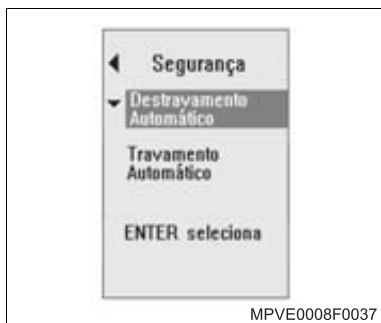 Segurança
Destravamento
Automático
Travamento
Automático
ENTER seleciona
MPVE0008F0037